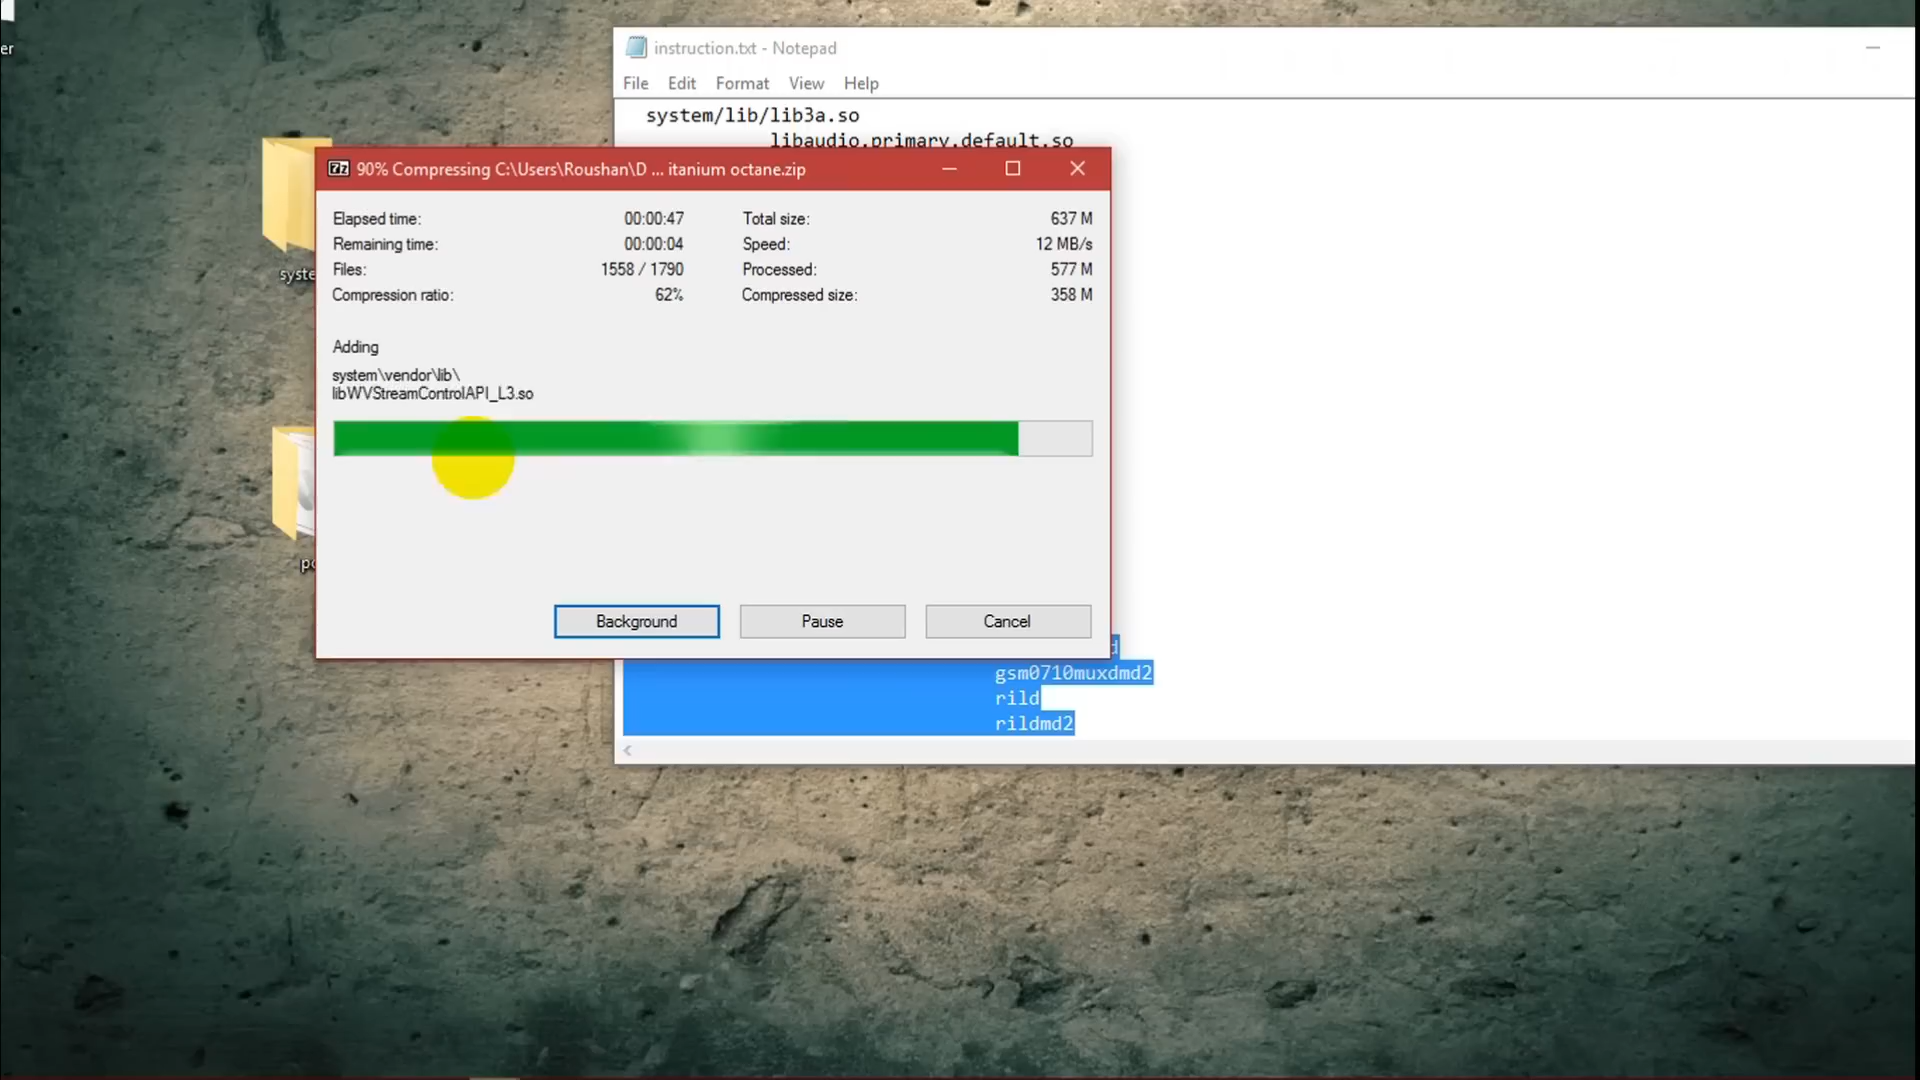 er
instruction.txt - Notepad
File Edit Format View Help
system/lib/lib3a.so
libaudio.primary.default.so
90% Compressing C:\Users\Roushan\D ... itanium octane.zip
Elapsed time: 00:00:47 Total size: 637 M
Remaining time: 00:00:04 Speed: 12 MB/s
Files: 1558 / 1790 Processed: 577 M
Compression ratio: 62% Compressed size: 358 M
Adding
system\vendor\lib\
libWVStreamControlAPI_L3.so
Background Pause Cancel
syste
po
d
gsm0710muxdmd2
rild
rildmd2